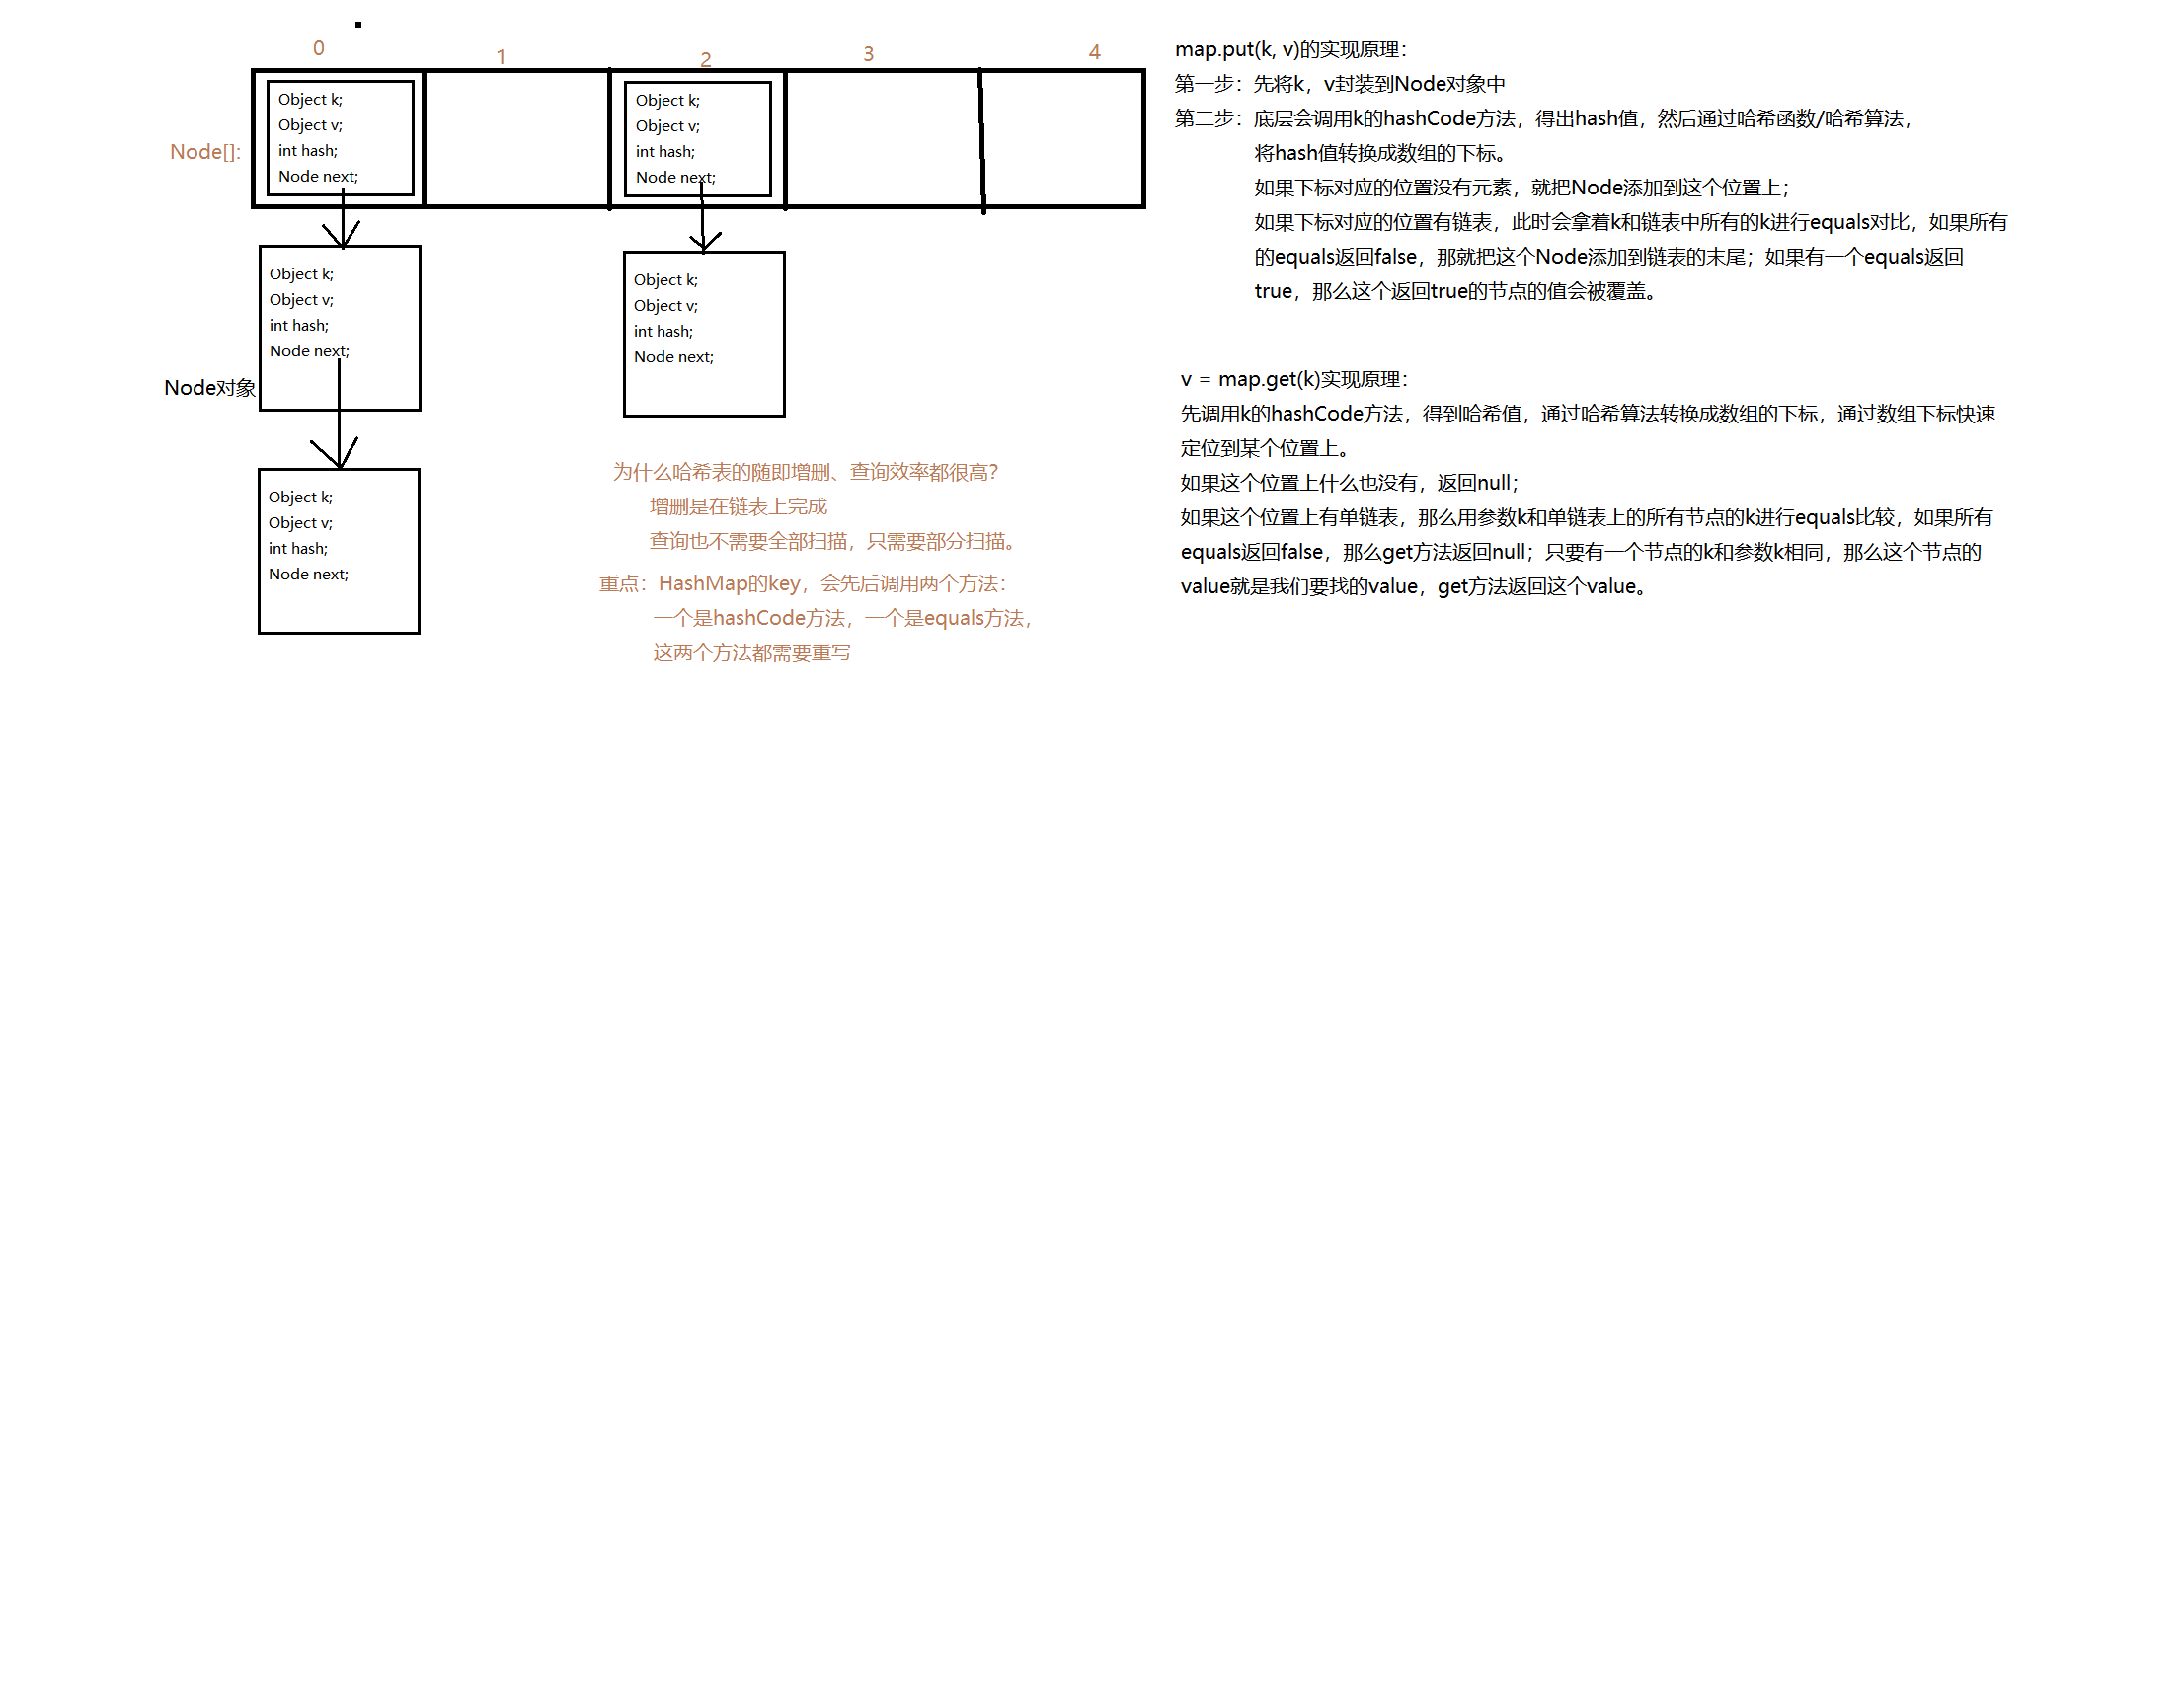 0
1
2
3
4
Node[]:
Object k;
Object v;
int hash;
Node next;
Object k;
Object v;
int hash;
Node next;
Object k;
Object v;
int hash;
Node next;
Object k;
Object v;
int hash;
Node next;
Node对象
Object k;
Object v;
int hash;
Node next;
为什么哈希表的随即增删、查询效率都很高?
增删是在链表上完成
查询也不需要全部扫描，只需要部分扫描。
重点：HashMap的key，会先后调用两个方法：
一个是hashCode方法，一个是equals方法，
这两个方法都需要重写
map.put(k, v)的实现原理：
第一步：先将k，v封装到Node对象中
第二步：底层会调用k的hashCode方法，得出hash值，然后通过哈希函数/哈希算法，
将hash值转换成数组的下标。
如果下标对应的位置没有元素，就把Node添加到这个位置上；
如果下标对应的位置有链表，此时会拿着k和链表中所有的k进行equals对比，如果所有
的equals返回false，那就把这个Node添加到链表的末尾；如果有一个equals返回
true，那么这个返回true的节点的值会被覆盖。
v = map.get(k)实现原理：
先调用k的hashCode方法，得到哈希值，通过哈希算法转换成数组的下标，通过数组下标快速
定位到某个位置上。
如果这个位置上什么也没有，返回null；
如果这个位置上有单链表，那么用参数k和单链表上的所有节点的k进行equals比较，如果所有
equals返回false，那么get方法返回null；只要有一个节点的k和参数k相同，那么这个节点的
value就是我们要找的value，get方法返回这个value。